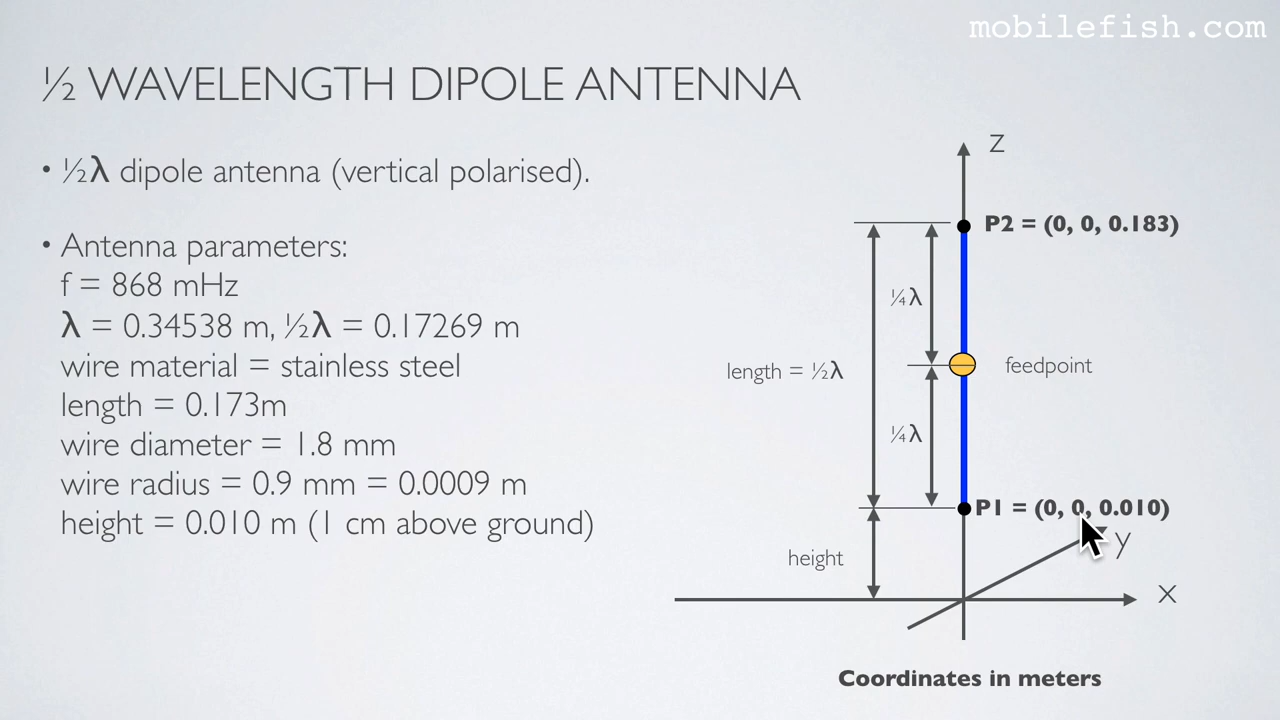 mobilefish.com
½ WAVELENGTH DIPOLE ANTENNA
• ½λ dipole antenna (vertical polarised).
• Antenna parameters:
f = 868 mHz
λ = 0.34538 m, ½λ = 0.17269 m
wire material = stainless steel
length = 0.173m
wire diameter = 1.8 mm
wire radius = 0.9 mm = 0.0009 m
height = 0.010 m (1 cm above ground)
z
P2 = (0, 0, 0.183)
¼λ
length = ½λ
feedpoint
¼λ
P1 = (0, 0, 0.010)
y
height
x
Coordinates in meters